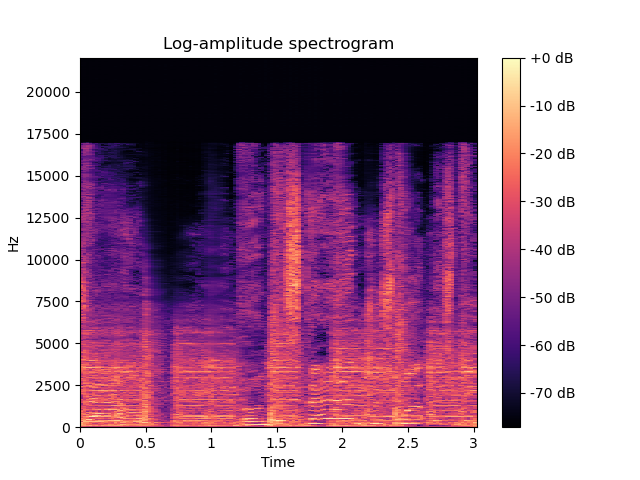 Log-amplitude spectrogram
Hz
20000
17500
15000
12500
10000
7500
5000
2500
0
0 0.5 1 1.5 2 2.5 3
Time
+0 dB
-10 dB
-20 dB
-30 dB
-40 dB
-50 dB
-60 dB
-70 dB